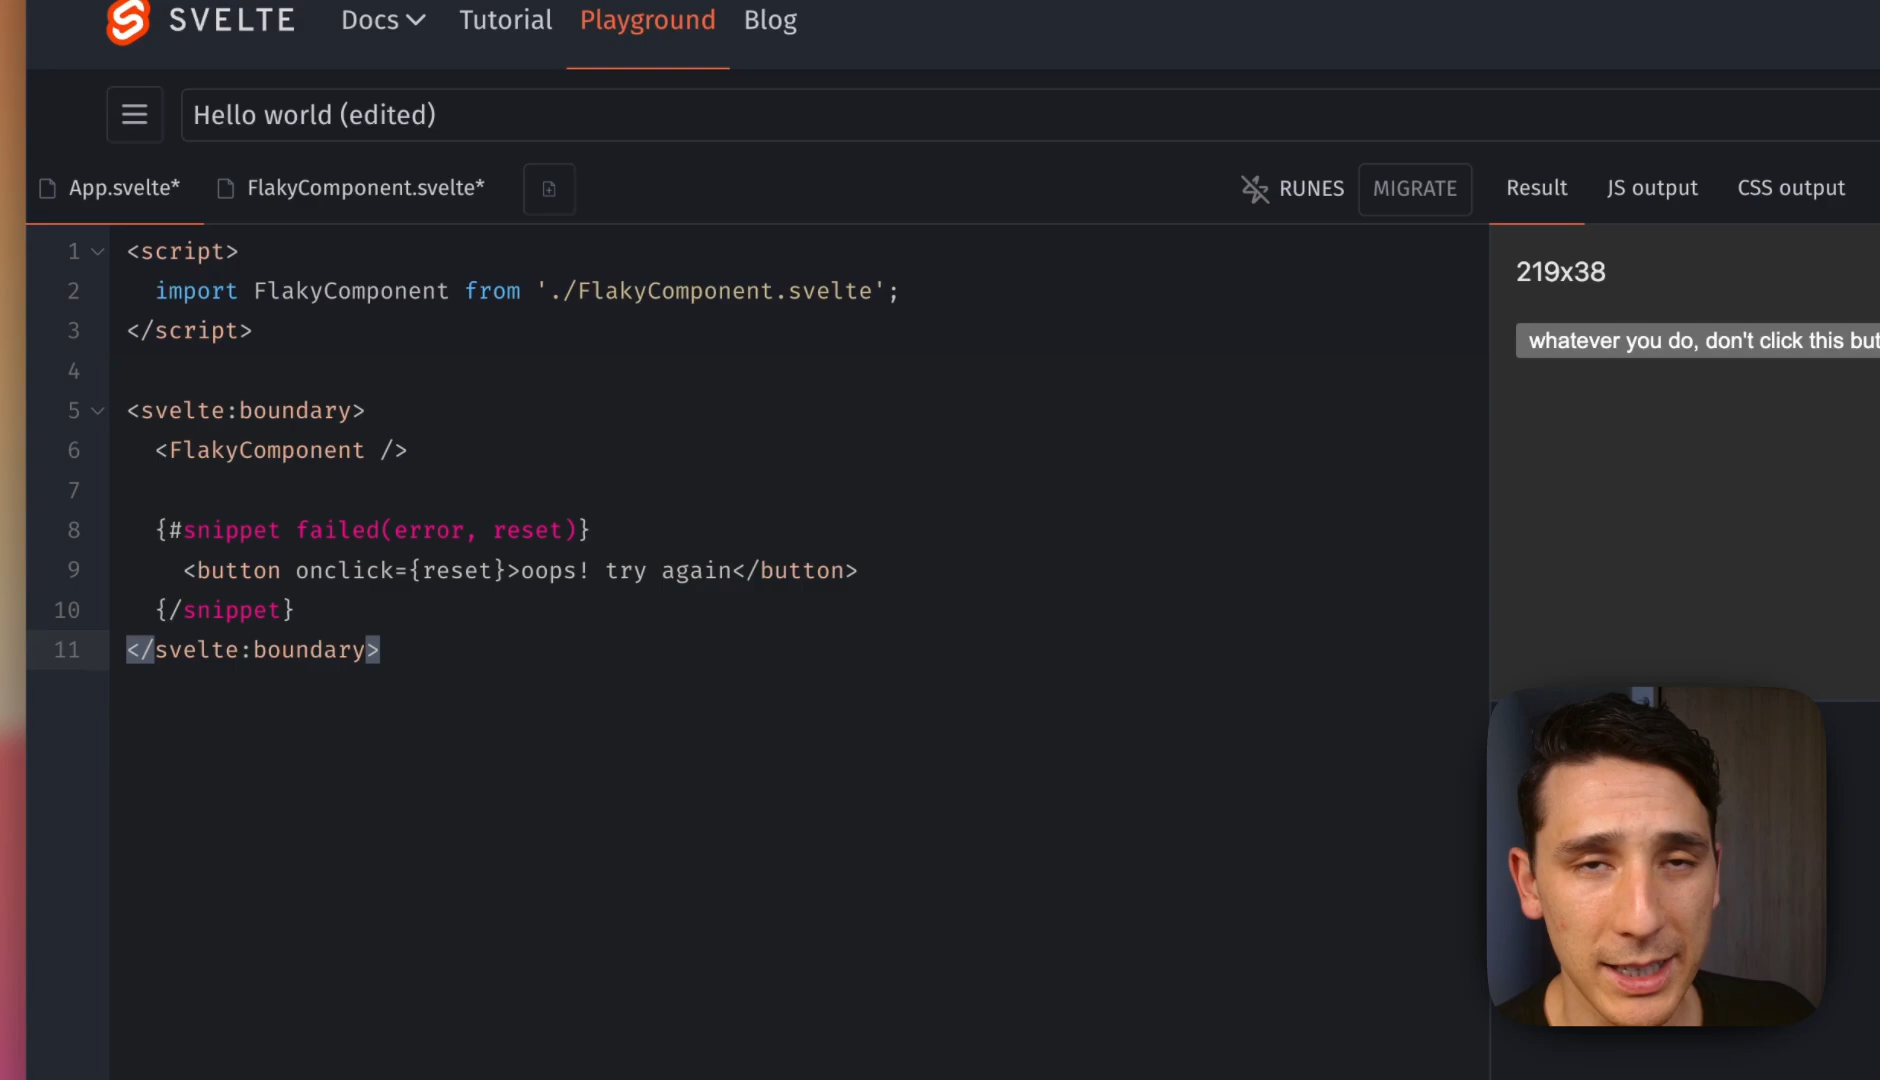 SVELTE Docs Tutorial Playground Blog
Hello world (edited)
App.svelte* FlakyComponent.svelte* RUNES MIGRATE Result JS output CSS output
1 <script>
2 import FlakyComponent from './FlakyComponent.svelte';
3 </script>
4
5 <svelte:boundary>
6 <FlakyComponent />
7
8 {#snippet failed(error, reset)}
9 <button onclick={reset}>oops! try again</button>
10 {/snippet}
11 </svelte:boundary>
219x38
whatever you do, don't click this but